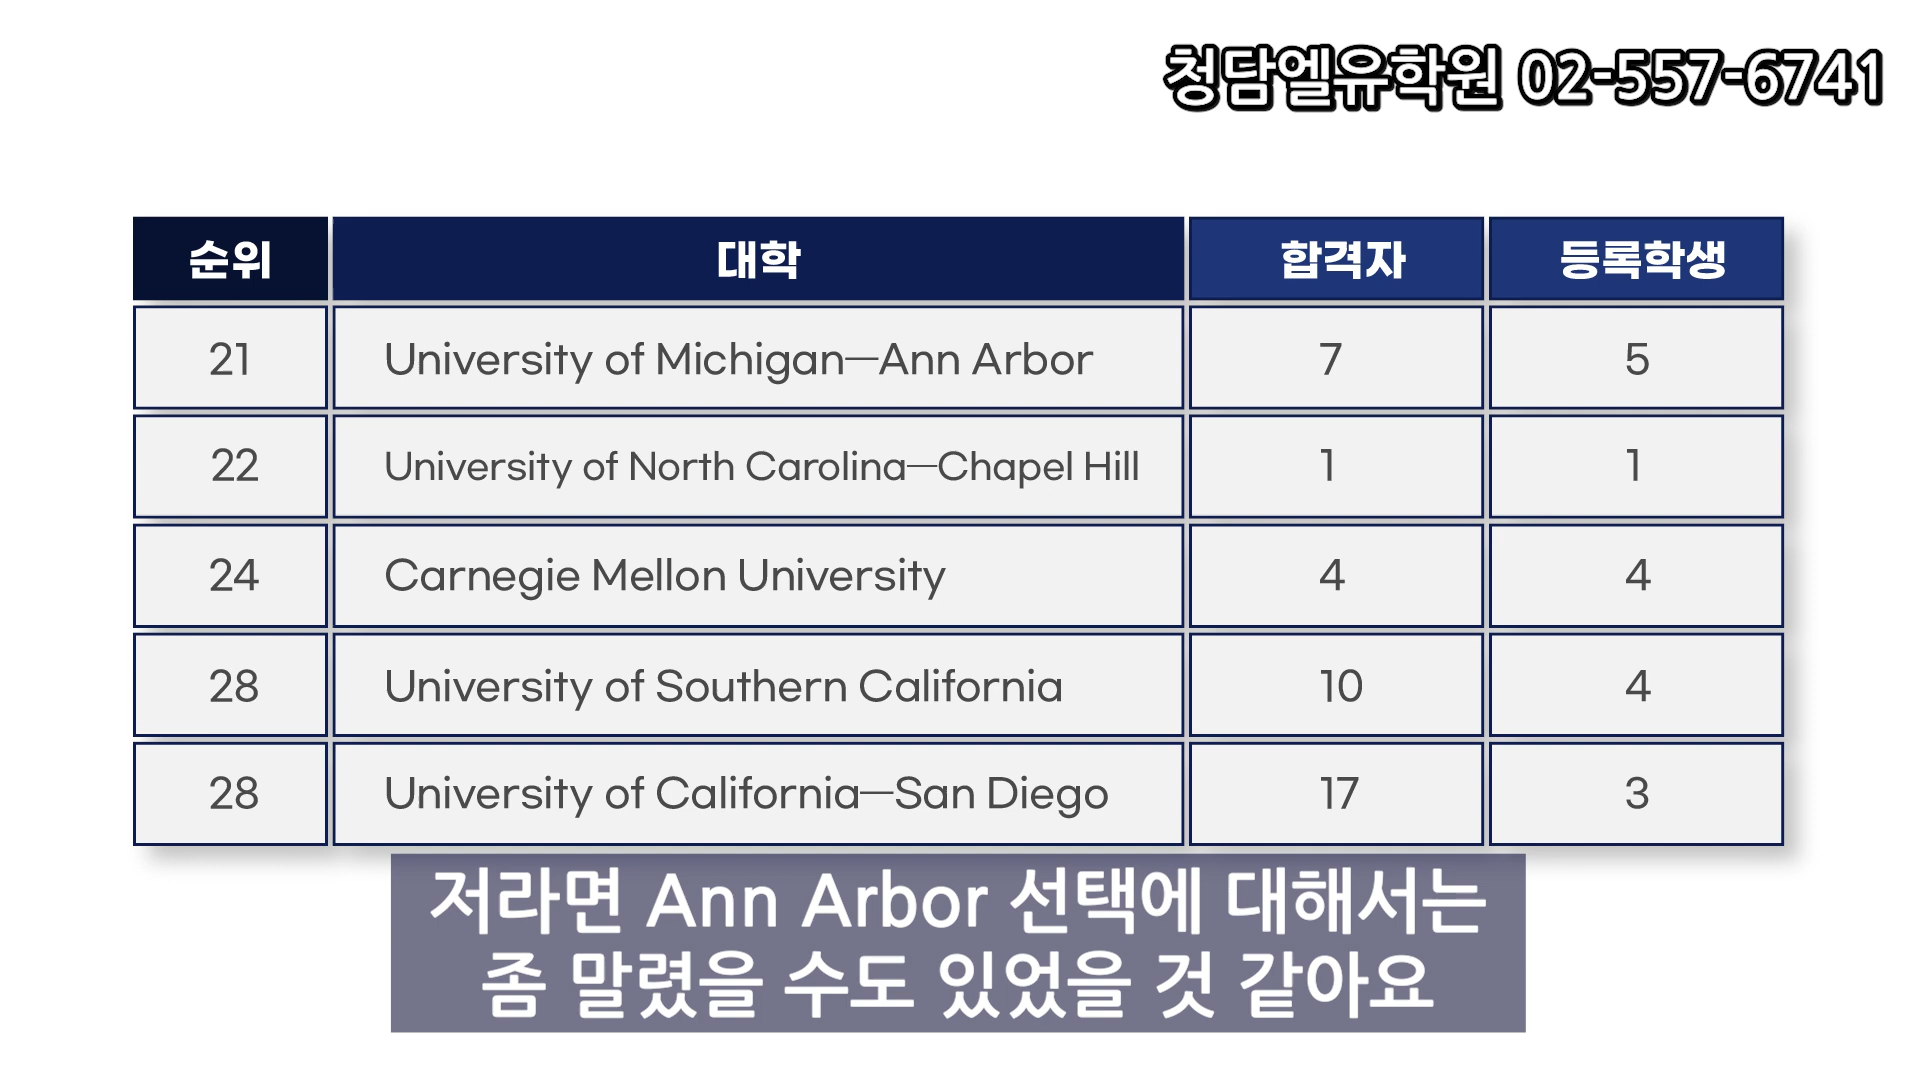 청담엘유학원 02-557-6741
순위 대학 합격자 등록학생
21 University of Michigan—Ann Arbor 7 5
22 University of North Carolina—Chapel Hill 1 1
24 Carnegie Mellon University 4 4
28 University of Southern California 10 4
28 University of California—San Diego 17 3
저라면 Ann Arbor 선택에 대해서는
좀 말렸을 수도 있었을 것 같아요